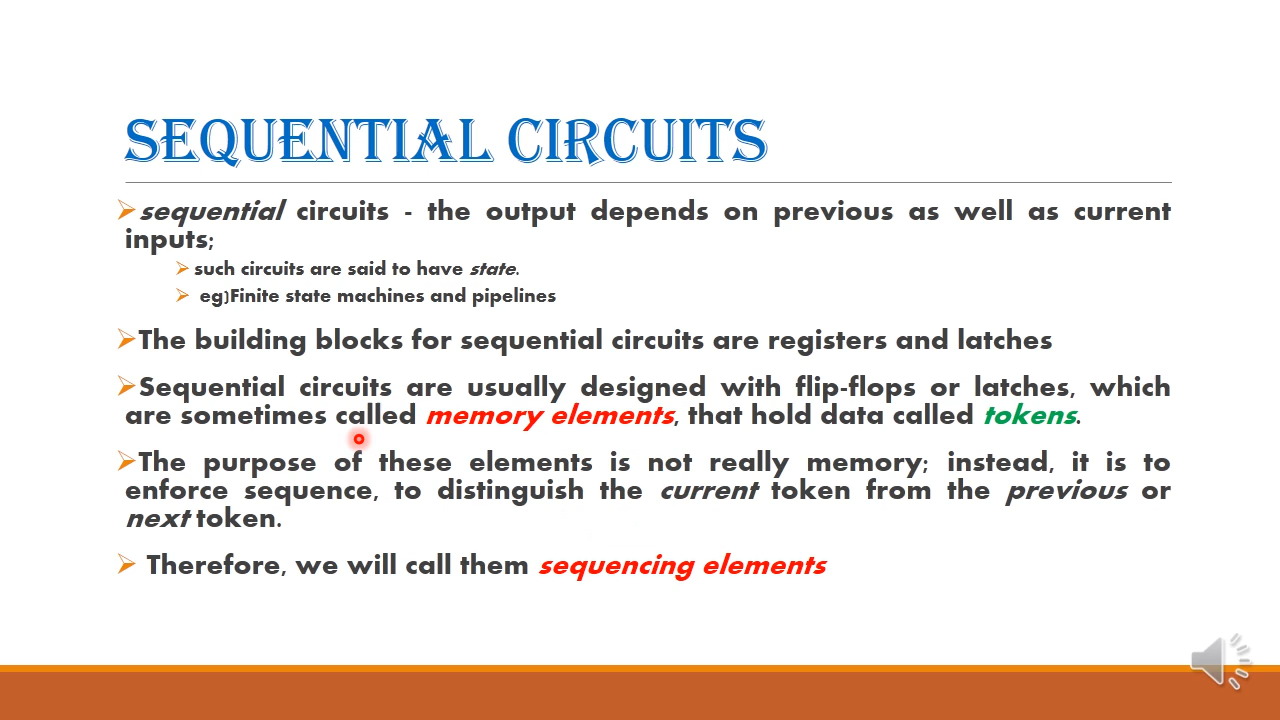 SEQUENTIAL CIRCUITS
sequential circuits - the output depends on previous as well as current
inputs;
such circuits are said to have state.
eg)Finite state machines and pipelines
The building blocks for sequential circuits are registers and latches
Sequential circuits are usually designed with flip-flops or latches, which
are sometimes called memory elements, that hold data called tokens.
The purpose of these elements is not really memory; instead, it is to
enforce sequence, to distinguish the current token from the previous or
next token.
Therefore, we will call them sequencing elements